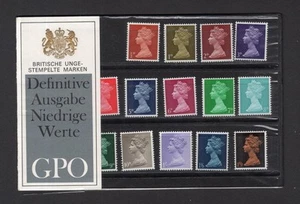 BRITISCHE UNGE-
STEMPELTE MARKEN
Definitive
Ausgabe
Niedrige
Werte
GPO